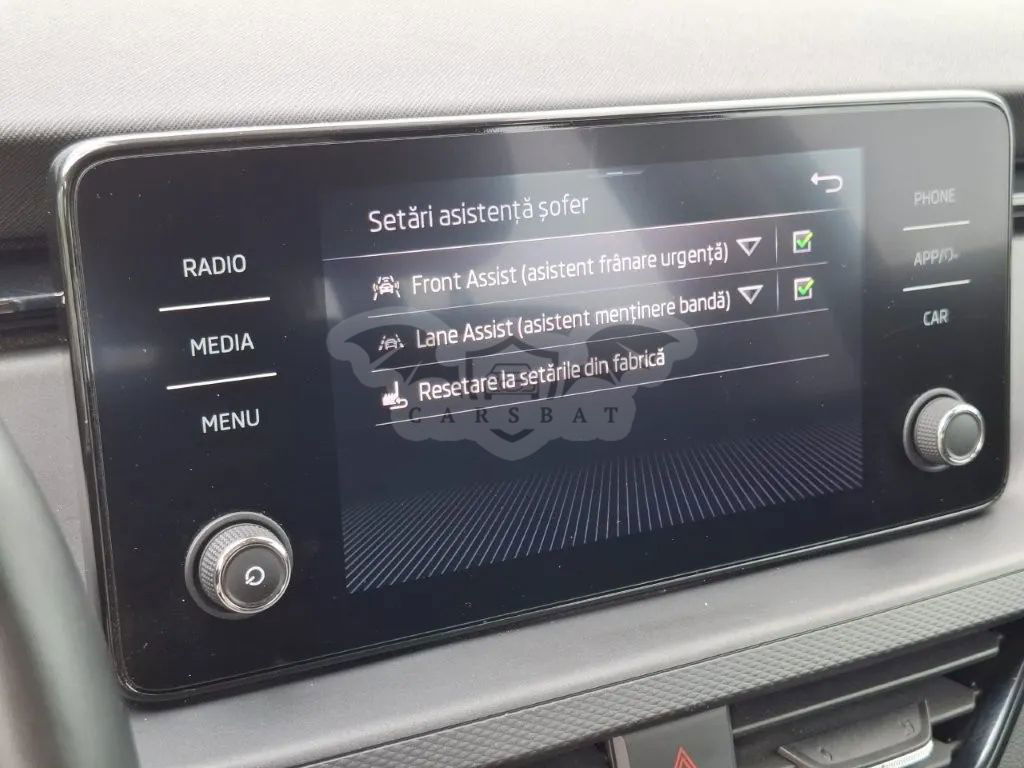 RADIO
MEDIA
MENU
Setări asistență șofer
Front Assist (asistent frânare urgență)
Lane Assist (asistent menținere bandă)
Resetare la setările din fabrică
CARSBAT
PHONE
APP/
CAR